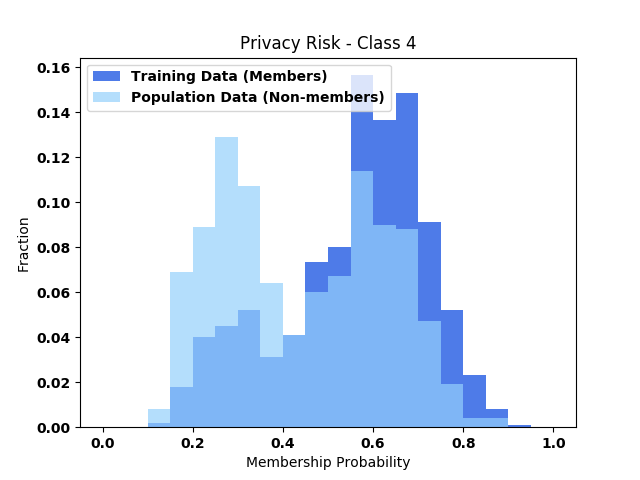 Privacy Risk - Class 4
Training Data (Members)
Population Data (Non-members)
0.16
0.14
0.12
0.10
0.08
0.06
0.04
0.02
0.00
Fraction
0.0 0.2 0.4 0.6 0.8 1.0
Membership Probability